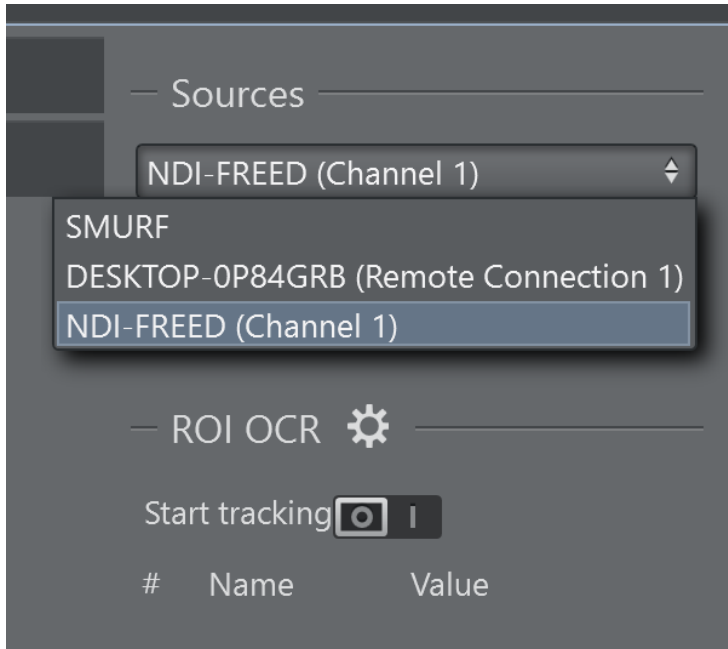 Sources
NDI-FREED (Channel 1)
SMURF
DESKTOP-0P84GRB (Remote Connection 1)
NDI-FREED (Channel 1)
ROI OCR
Start tracking O I
# Name Value